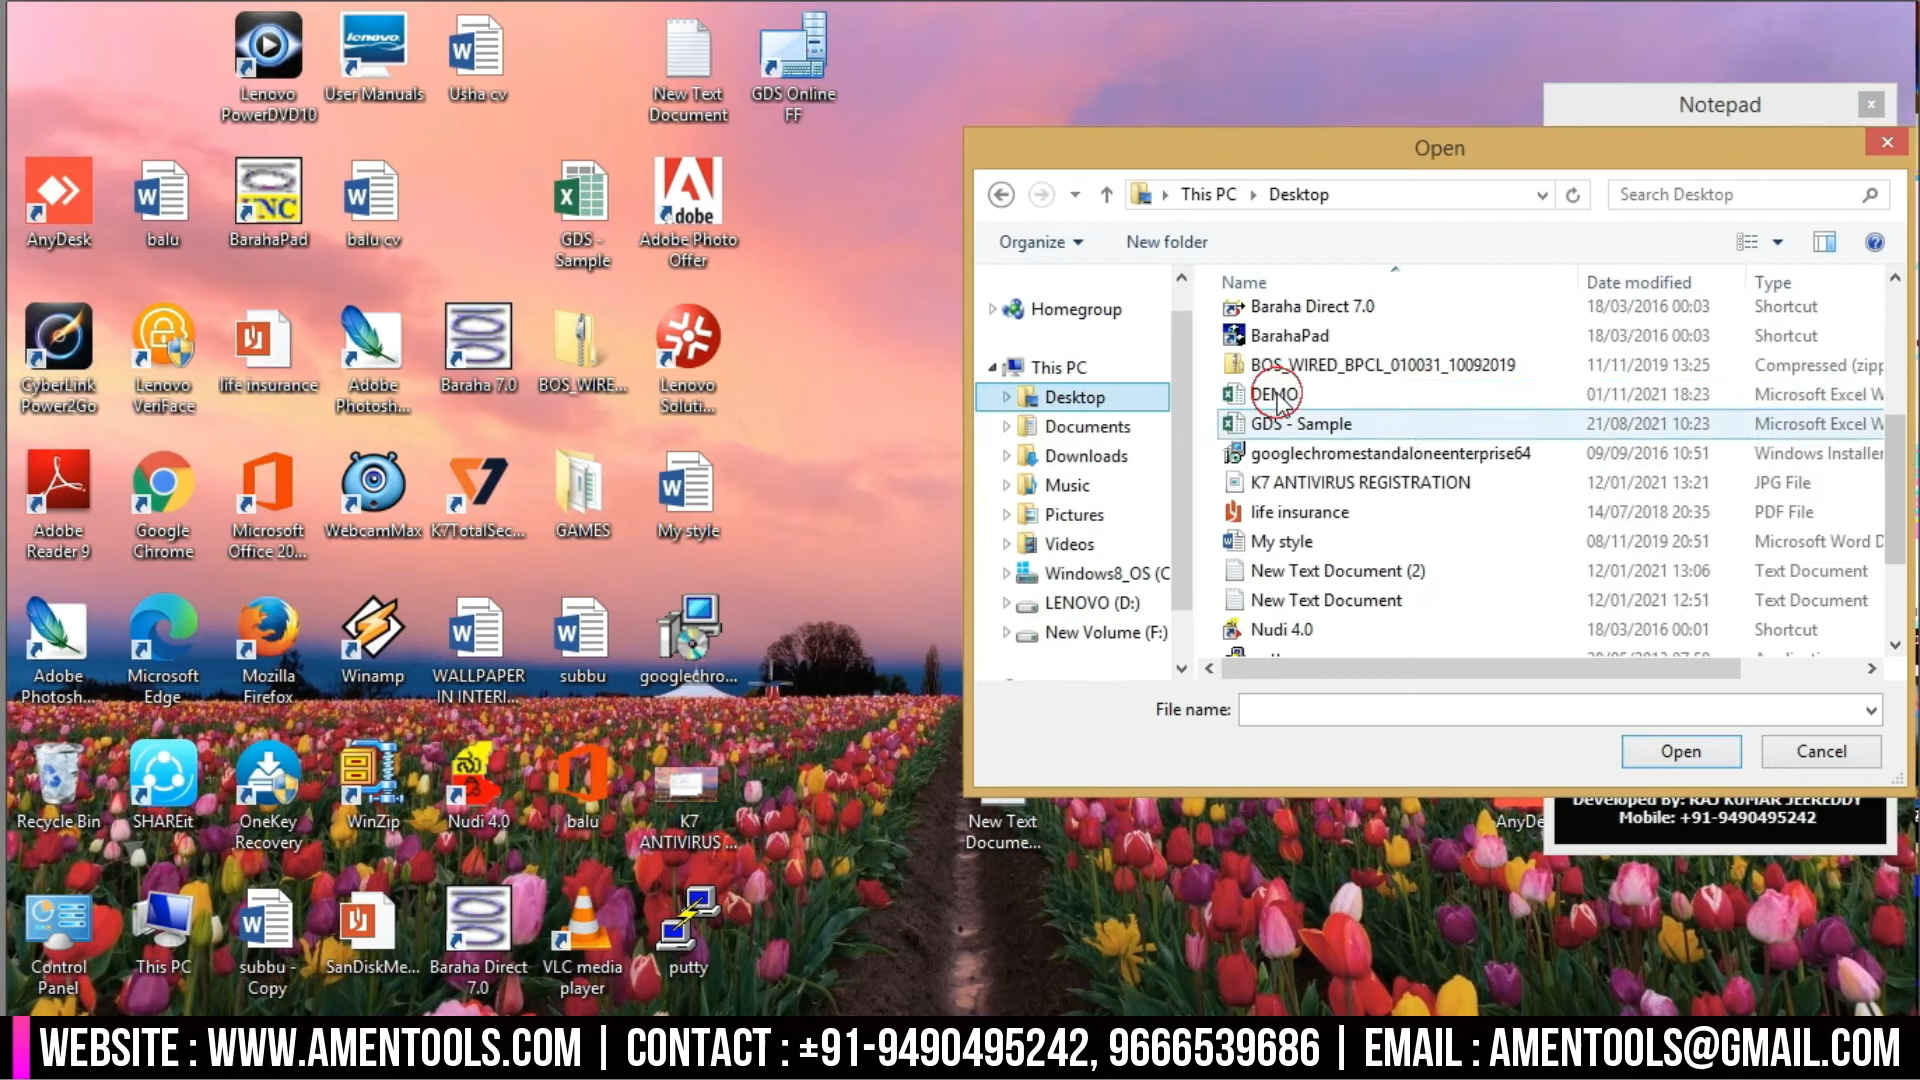 Lenovo
PowerDVD10
User Manuals
lenovo
Usha cv
New Text
Document
GDS Online
FF
AnyDesk
balu
BarahaPad
balu cv
GDS -
Sample
Adobe
Adobe Photo
Offer
CyberLink
Power2Go
Lenovo
VeriFace
life insurance
Adobe
Photosh...
Baraha 7.0
BOS_WIRE...
Lenovo
Soluti...
Adobe
Reader 9
Google
Chrome
Microsoft
Office 20...
WebcamMax
K7TotalSec...
GAMES
My style
Adobe
Photosh...
Microsoft
Edge
Mozilla
Firefox
Winamp
WALLPAPER
IN INTERI...
subbu
googlechro...
Recycle Bin
SHAREit
OneKey
Recovery
WinZip
Nudi 4.0
balu
K7
ANTIVIRUS ...
New Text
Docume...
Control
Panel
This PC
subbu -
Copy
SanDiskMe...
Baraha Direct
7.0
VLC media
player
putty
Notepad
Open
This PC
Desktop
Search Desktop
Organize
New folder
Homegroup
This PC
Desktop
Documents
Downloads
Music
Pictures
Videos
Windows8_OS (C
LENOVO (D:)
New Volume (F:)
Name Date modified Type
Baraha Direct 7.0 18/03/2016 00:03 Shortcut
BarahaPad 18/03/2016 00:03 Shortcut
BOS_WIRED_BPCL_010031_10092019 11/11/2019 13:25 Compressed (zipp
DEMO 01/11/2021 18:23 Microsoft Excel W
GDS - Sample 21/08/2021 10:23 Microsoft Excel W
googlechromestandaloneenterprise64 09/09/2016 10:51 Windows Installer
K7 ANTIVIRUS REGISTRATION 12/01/2021 13:21 JPG File
life insurance 14/07/2018 20:35 PDF File
My style 08/11/2019 20:51 Microsoft Word D
New Text Document (2) 12/01/2021 13:06 Text Document
New Text Document 12/01/2021 12:51 Text Document
Nudi 4.0 18/03/2016 00:01 Shortcut
File name:
Open
Cancel
AnyDe
Developed By: RAJ KUMAR JEEREDDY
Mobile: +91-9490495242
WEBSITE : WWW.AMENTOOLS.COM | CONTACT : +91-9490495242, 9666539686 | EMAIL : AMENTOOLS@GMAIL.COM